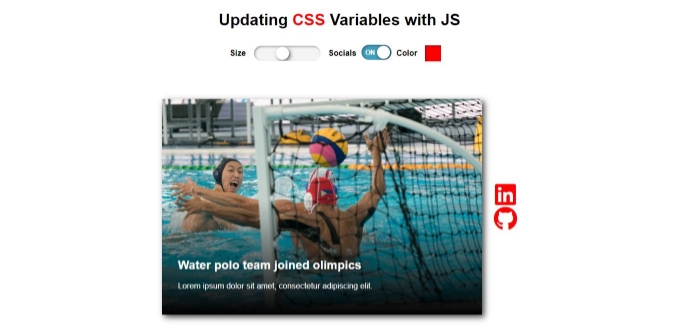 Updating CSS Variables with JS
Size Socials ON Color
in
Water polo team joined olimpics
Lorem ipsum dolor sit amet, consectetur adipiscing elit.